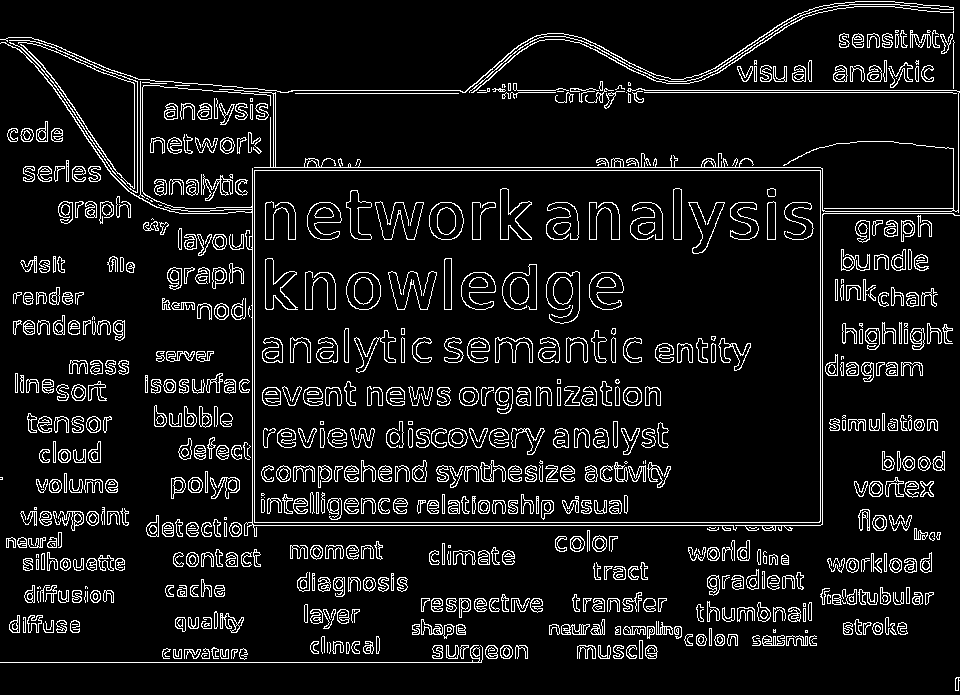 sensitivity
visual analytic
analytic
analysis
code
network
new
series
analytic
graph
network analysis
layout
graph
visit file
graph
knowledge
bundle
render
item node
link chart
rendering
highlight
server
analytic semantic entity
mass
diagram
line sort
isosurfac
event news organization
tensor
bubble
simulation
review discovery analyst
cloud
defect
blood
comprehend synthesize activity
volume
polyp
vortex
intelligence relationship visual
viewpoint
detection
flow
neural
moment
color
liver
silhouette
contact
climate
world line
workload
diagnosis
tract
gradient
diffusion
cache
respective
transfer
thumbnail
field tubular
diffuse
quality
layer
shape
neural sampling
colon seismic
stroke
curvature
clinical
surgeon
muscle